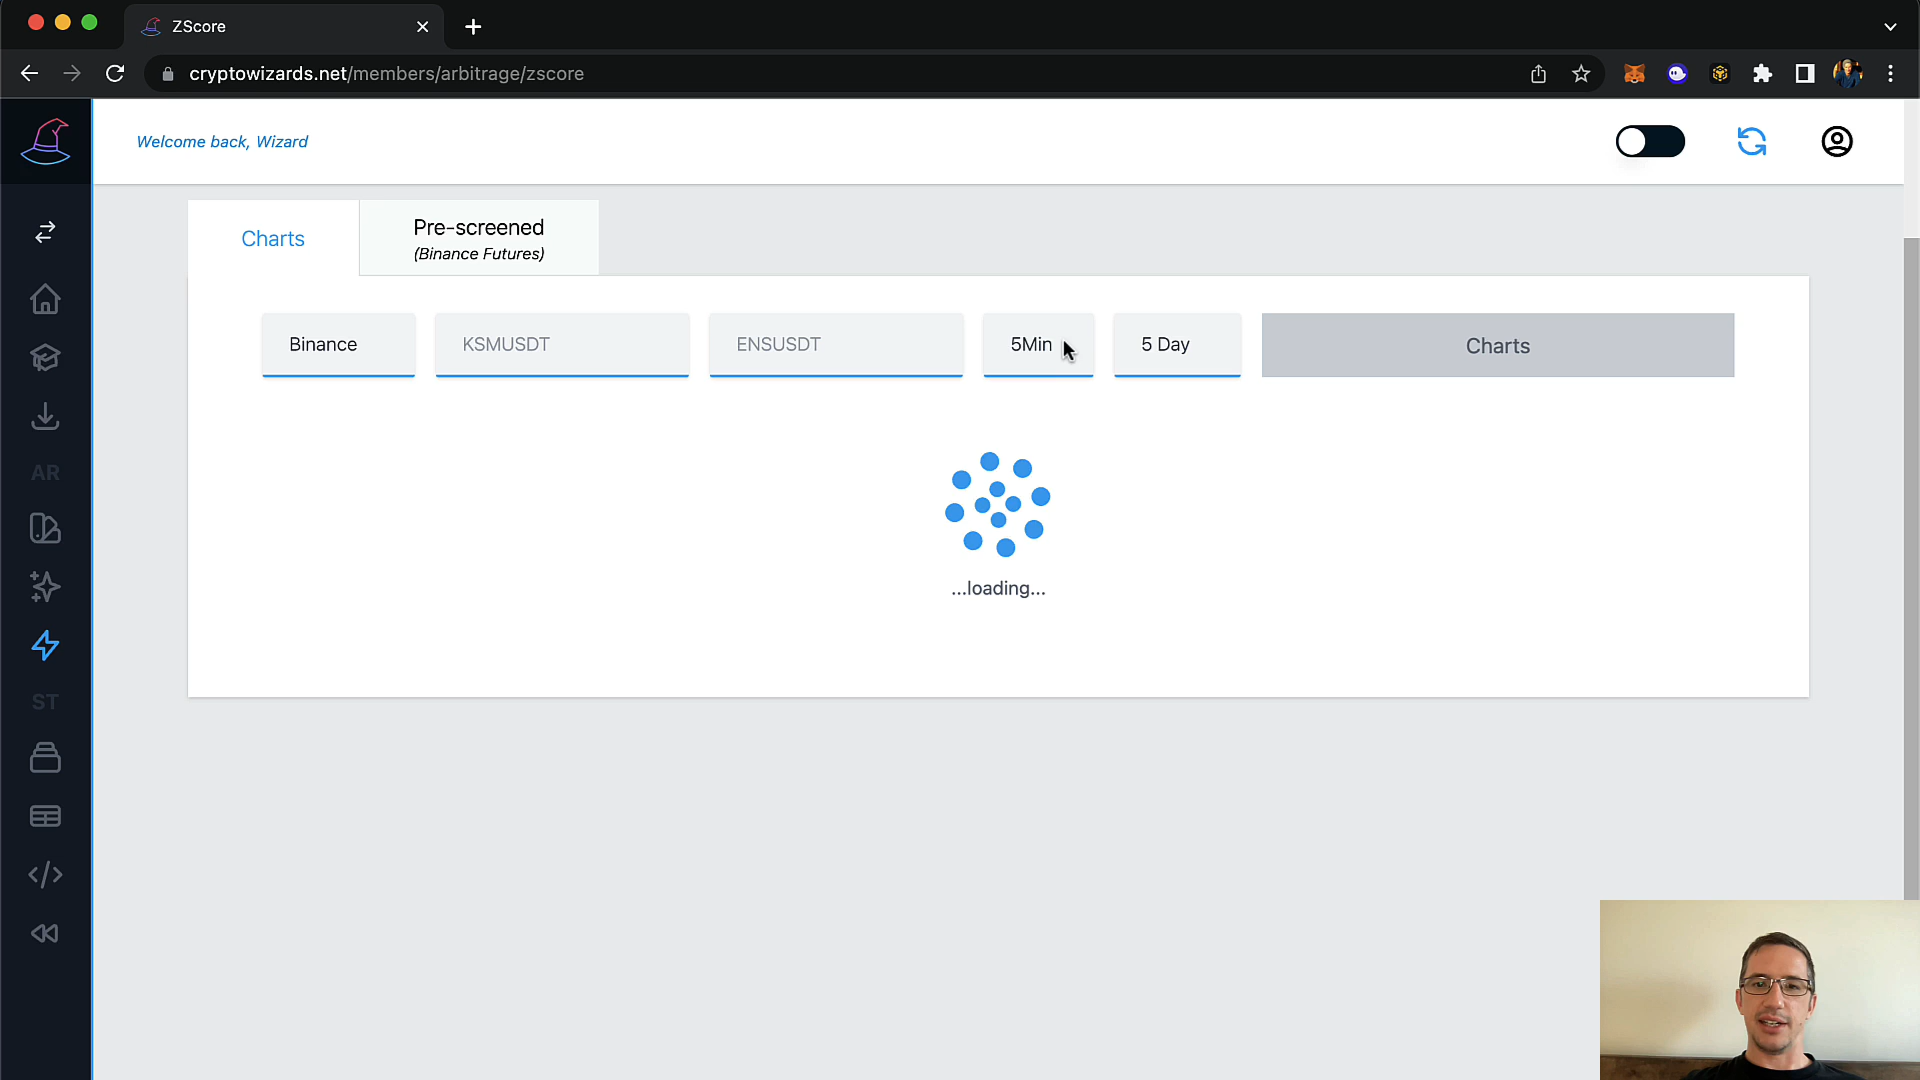 ZScore
cryptowizards.net/members/arbitrage/zscore
Welcome back, Wizard
Charts
Pre-screened
(Binance Futures)
Binance
KSMUSDT
ENSUSDT
5Min
5 Day
Charts
...loading...
AR
ST